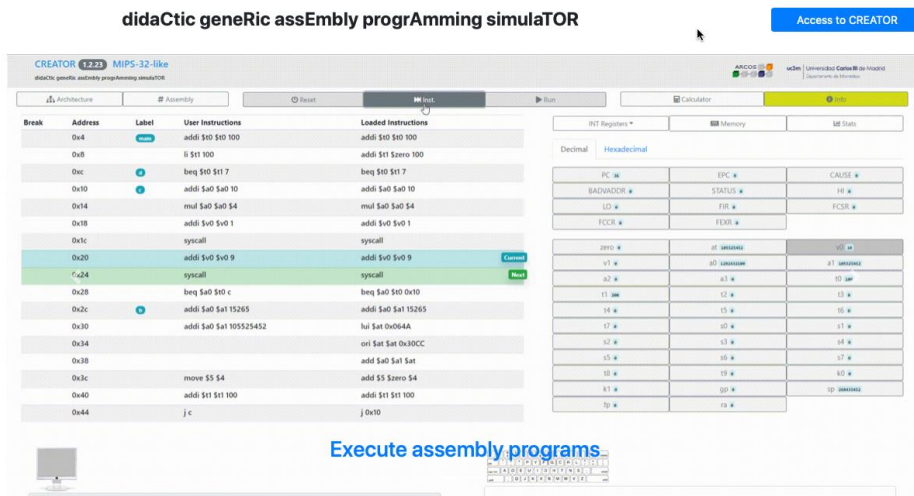 didaCtic geneRic assEmbly progrAmming simulaTOR
Access to CREATOR
CREATOR 1.2.23 MIPS-32-like
didaCtic geneRic assEmbly progrAmming simulaTOR
ARCOS
uc3m Universidad Carlos III de Madrid
Architecture # Assembly Reset Inst. Run Calculator Info
Break Address Label User Instructions Loaded Instructions
INT Registers Memory Stats
0x4 main addi $t0 $t0 100 addi $t0 $t0 100
0x8 li $t1 100 addi $t1 $zero 100
0xc d beq $t0 $t1 7 beq $t0 $t1 7
0x10 c addi $a0 $a0 10 addi $a0 $a0 10
0x14 mul $a0 $a0 $4 mul $a0 $a0 $4
0x18 addi $v0 $v0 1 addi $v0 $v0 1
0x1c syscall syscall
0x20 addi $v0 $v0 9 addi $v0 $v0 9 Current
0x24 syscall syscall Next
0x28 beq $a0 $t0 c beq $a0 $t0 0x10
0x2c b addi $a0 $a1 15265 addi $a0 $a1 15265
0x30 addi $a0 $a1 105525452 lui $at 0x064A
0x34 ori $at $at 0x30CC
0x38 add $a0 $a1 $at
0x3c move $5 $4 add $5 $zero $4
0x40 addi $t1 $t1 100 addi $t1 $t1 100
0x44 j c j 0x10
Decimal Hexadecimal
PC EPC CAUSE
BADVADDR STATUS HI
LO FIR FCSR
FCCR FEXR
zero at v0
v1 a0 a1
a2 a3 t0
t1 t2 t3
t4 t5 t6
t7 s0 s1
s2 s3 s4
s5 s6 s7
t8 t9 k0
k1 gp sp
fp ra
Execute assembly programs